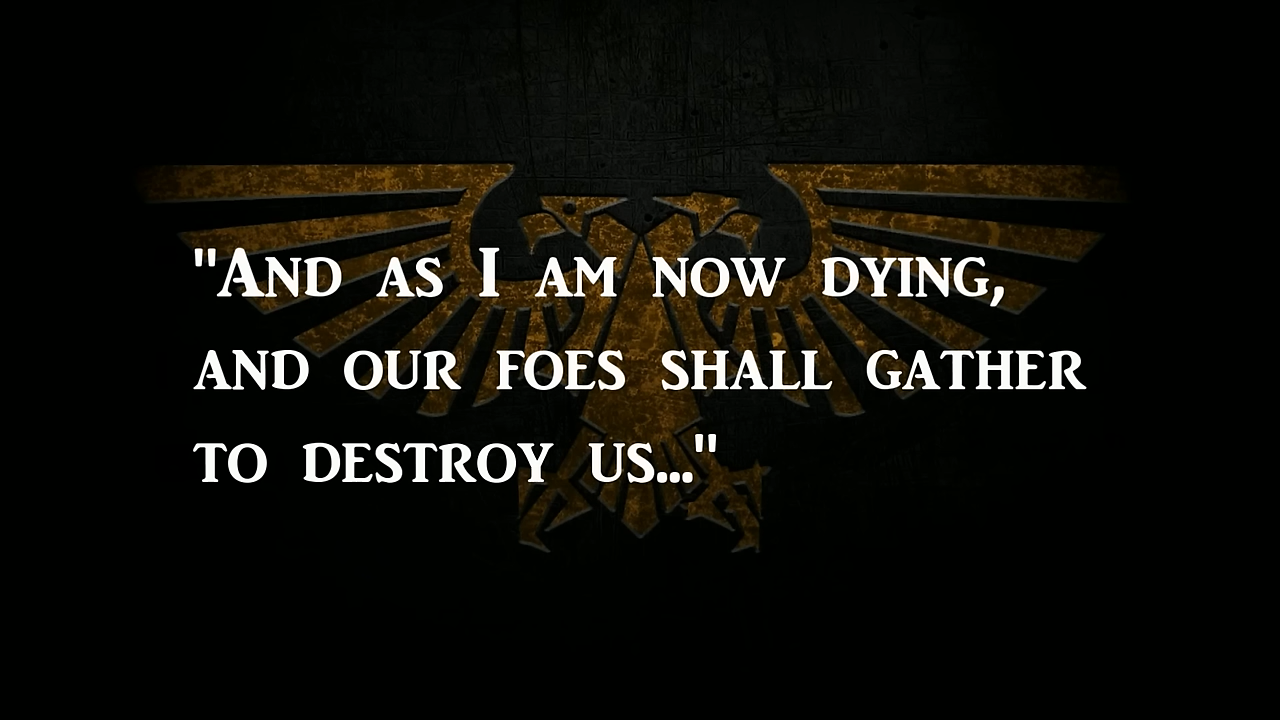 "And as I am now dying,
and our foes shall gather
to destroy us..."